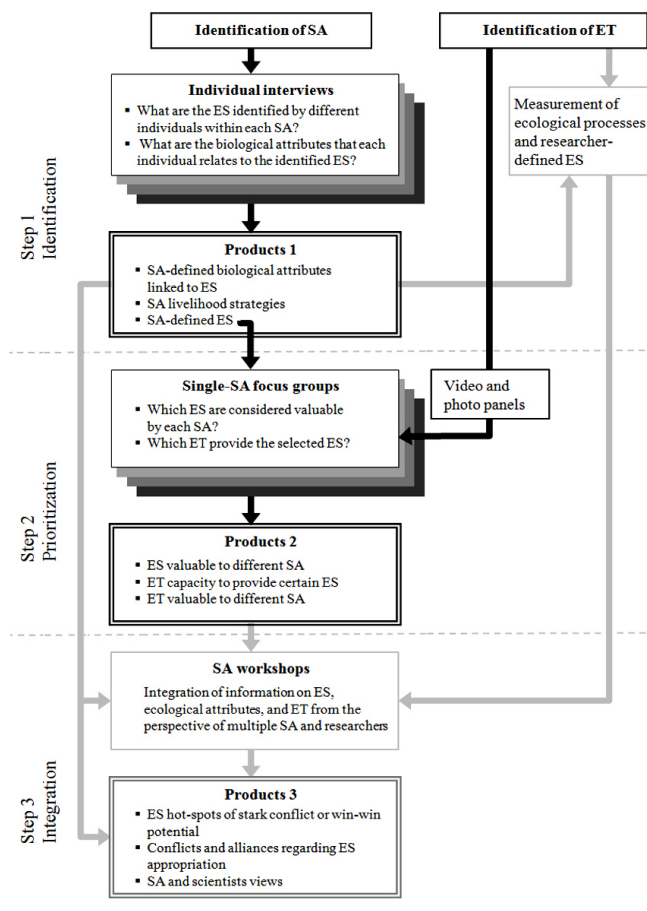 Identification of SA
Identification of ET
Individual interviews
▪ What are the ES identified by different
individuals within each SA?
▪ What are the biological attributes that each
individual relates to the identified ES?
Measurement of
ecological processes
and researcher-
defined ES
Step 1
Identification
Products 1
▪ SA-defined biological attributes
linked to ES
▪ SA livelihood strategies
▪ SA-defined ES
Single-SA focus groups
▪ Which ES are considered valuable
by each SA?
▪ Which ET provide the selected ES?
Video and
photo panels
Step 2
Prioritization
Products 2
▪ ES valuable to different SA
▪ ET capacity to provide certain ES
▪ ET valuable to different SA
SA workshops
Integration of information on ES,
ecological attributes, and ET from the
perspective of multiple SA and researchers
Step 3
Integration
Products 3
▪ ES hot-spots of stark conflict or win-win
potential
▪ Conflicts and alliances regarding ES
appropriation
▪ SA and scientists views